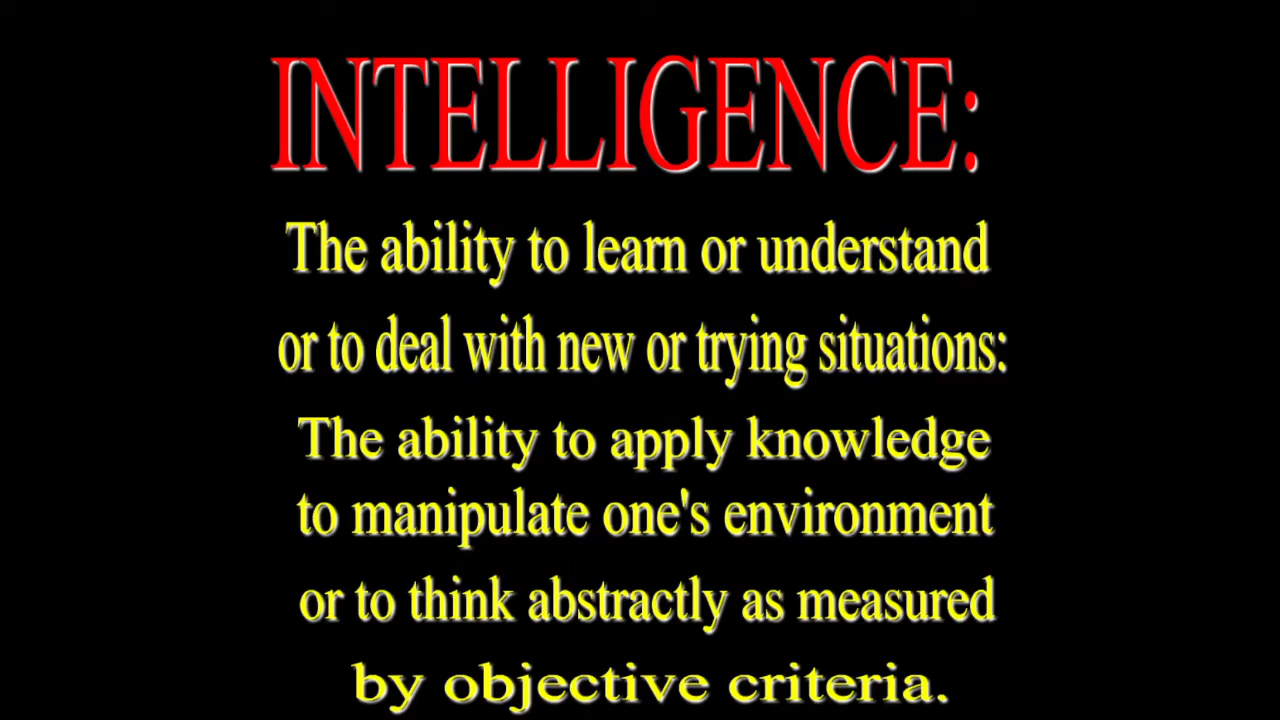 INTELLIGENCE:
The ability to learn or understand
or to deal with new or trying situations:
The ability to apply knowledge
to manipulate one's environment
or to think abstractly as measured
by objective criteria.